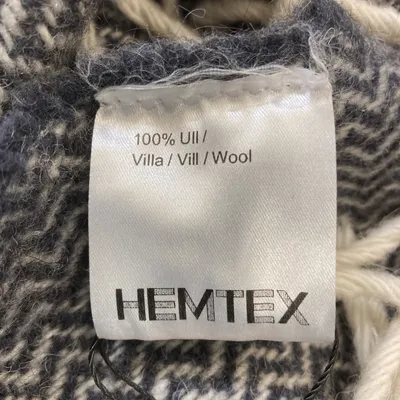 100% Ull /
Villa / Vill / Wool
HEMTEX